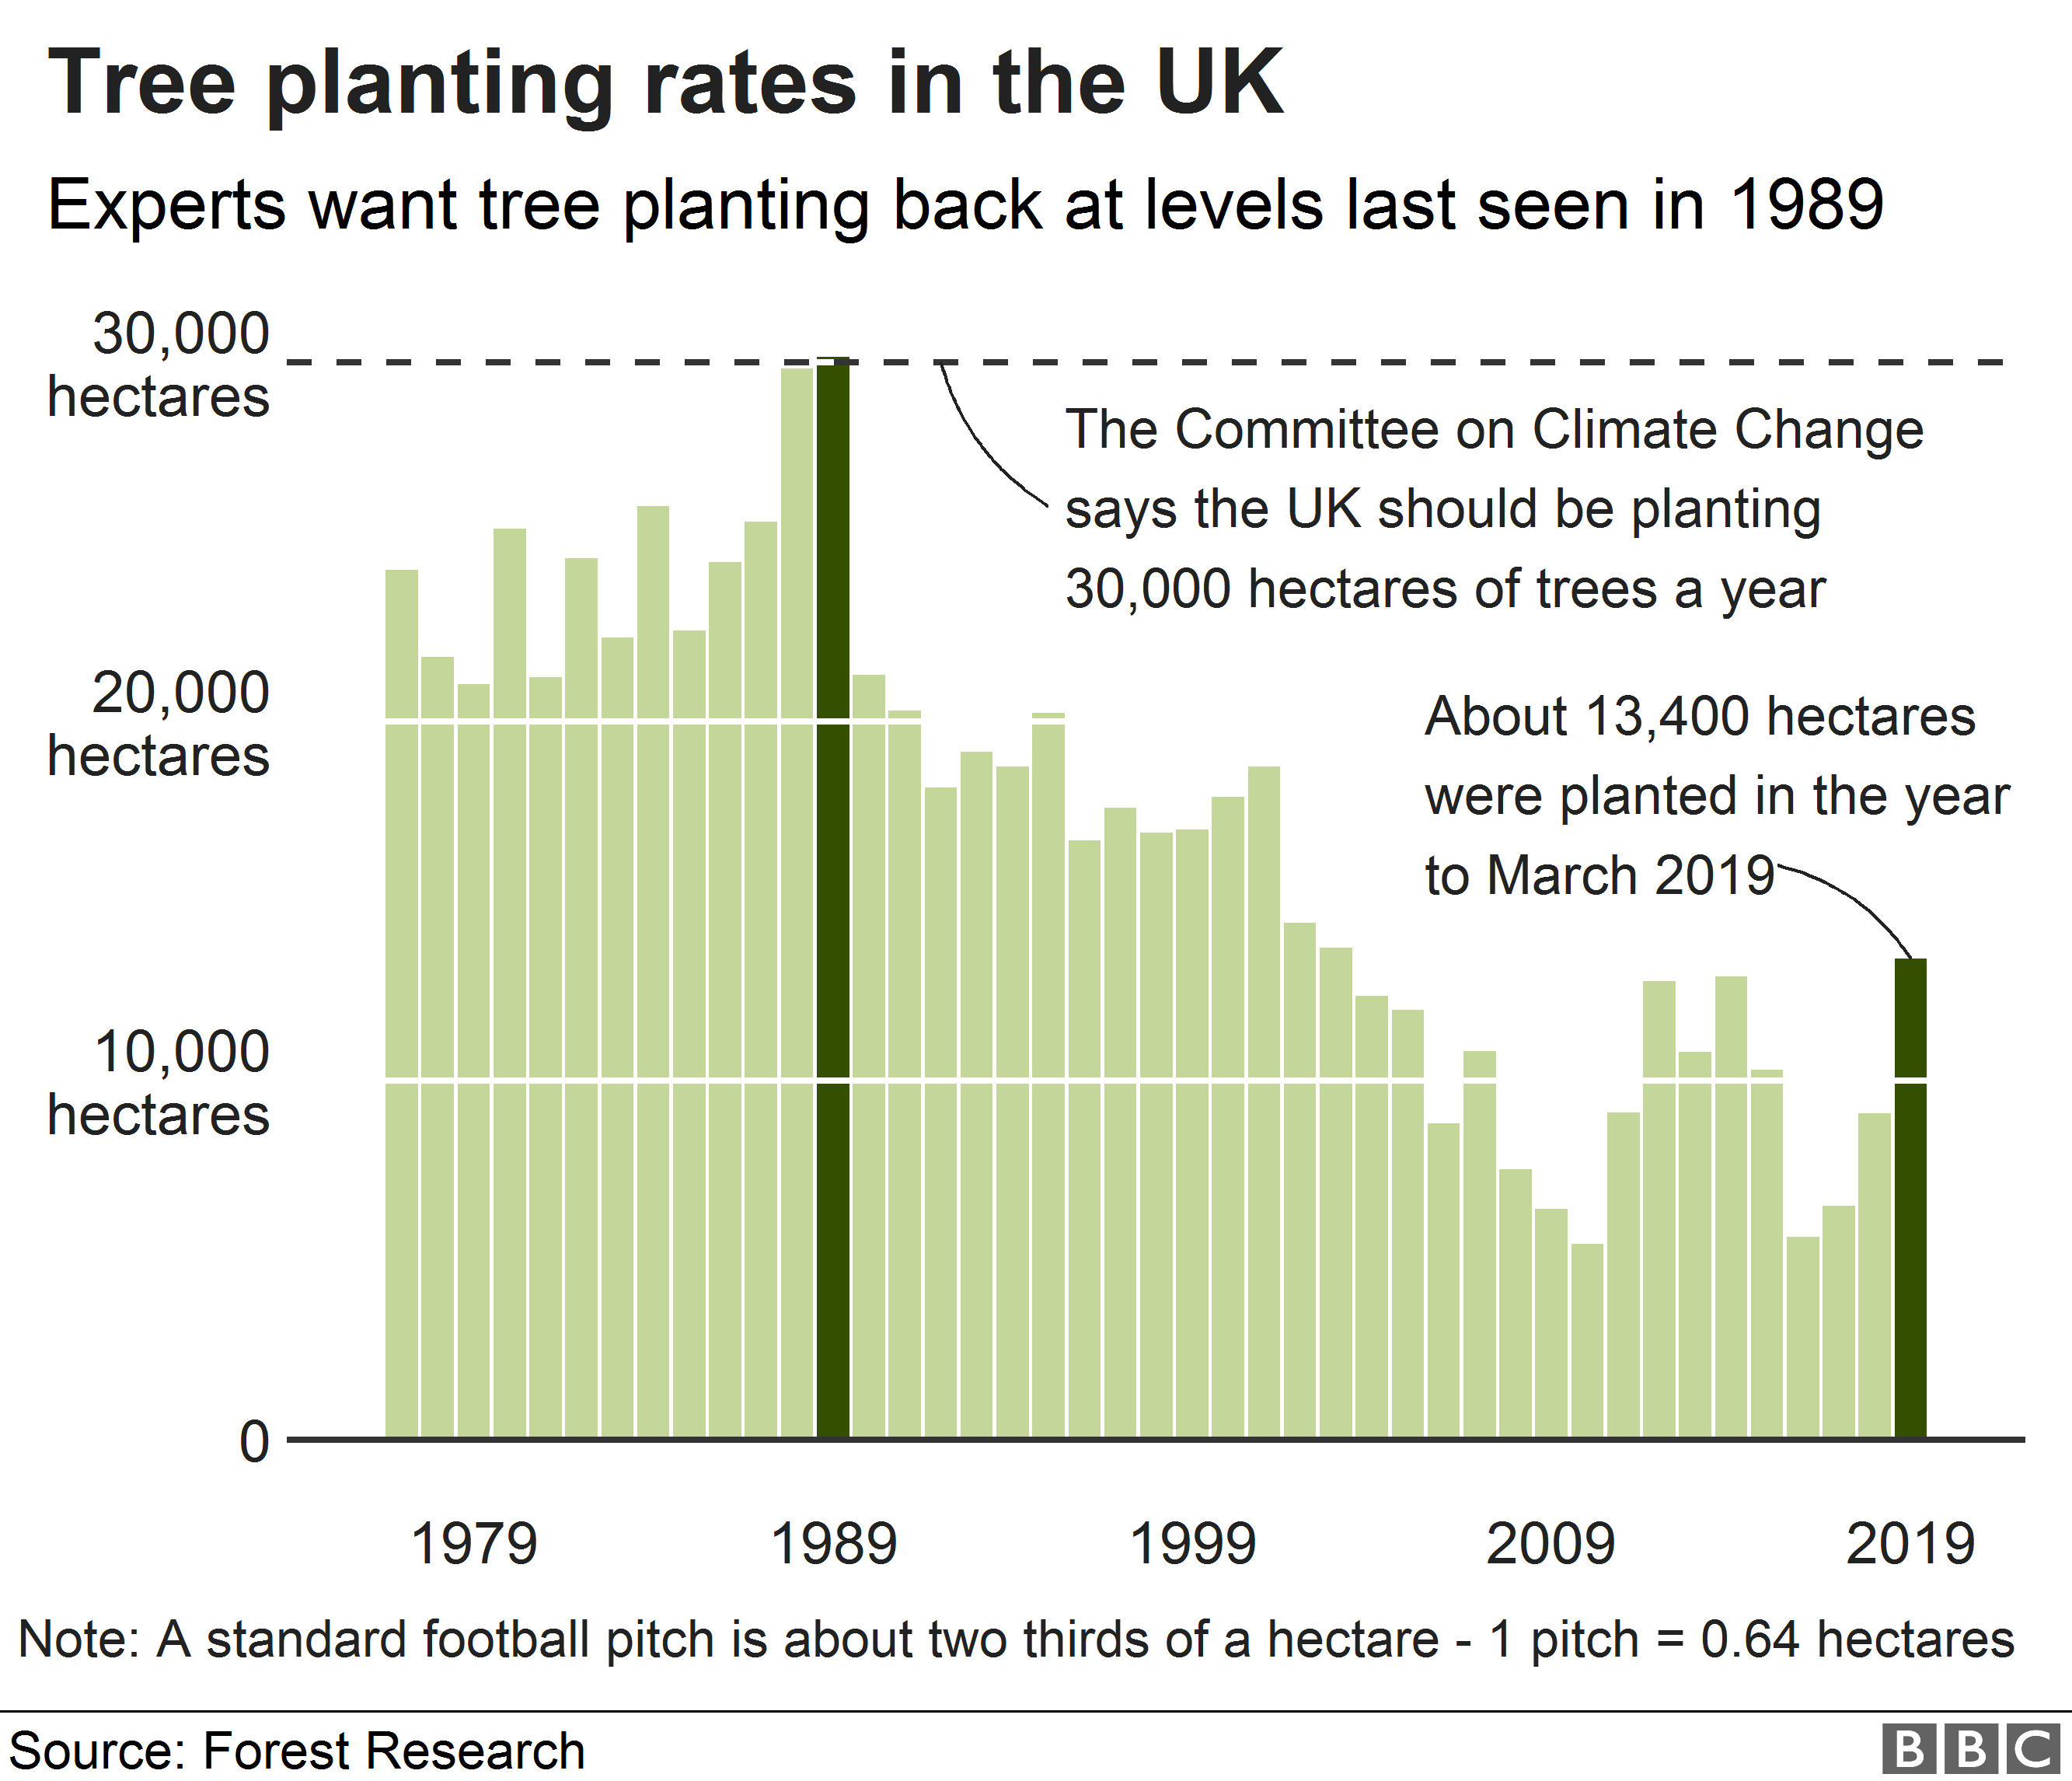 Tree planting rates in the UK
Experts want tree planting back at levels last seen in 1989
30,000
hectares
The Committee on Climate Change
says the UK should be planting
30,000 hectares of trees a year
20,000
hectares
About 13,400 hectares
were planted in the year
to March 2019
10,000
hectares
0
1979 1989 1999 2009 2019
Note: A standard football pitch is about two thirds of a hectare - 1 pitch = 0.64 hectares
Source: Forest Research
BBC